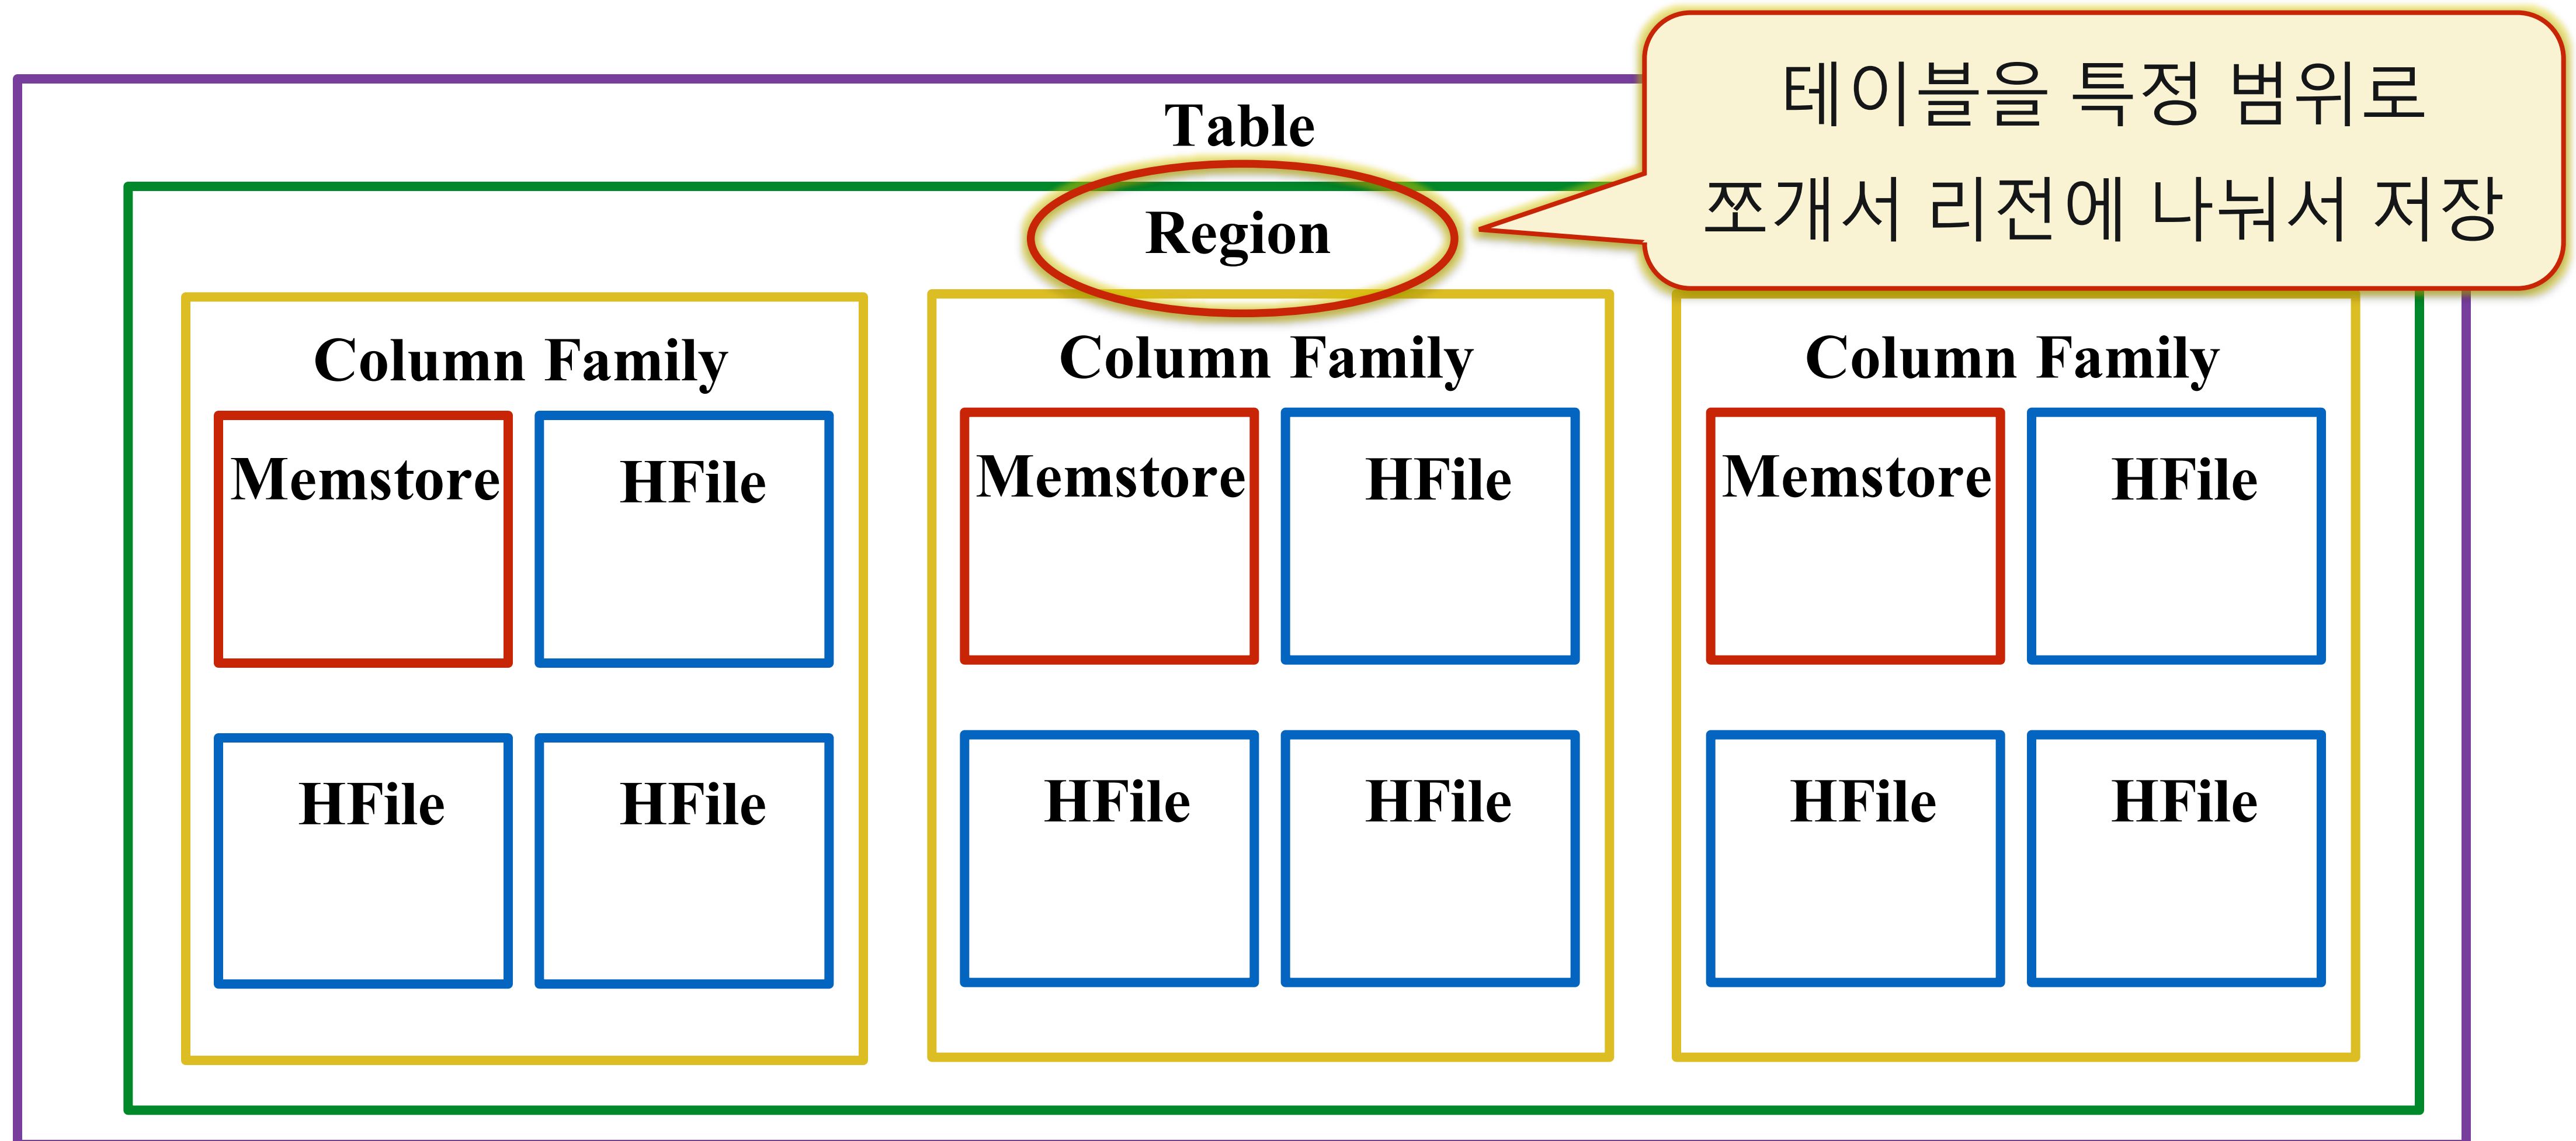 테이블을 특정 범위로
쪼개서 리전에 나눠서 저장
Table
Region
Column Family
Memstore
HFile
HFile
HFile
Column Family
Memstore
HFile
HFile
HFile
Column Family
Memstore
HFile
HFile
HFile